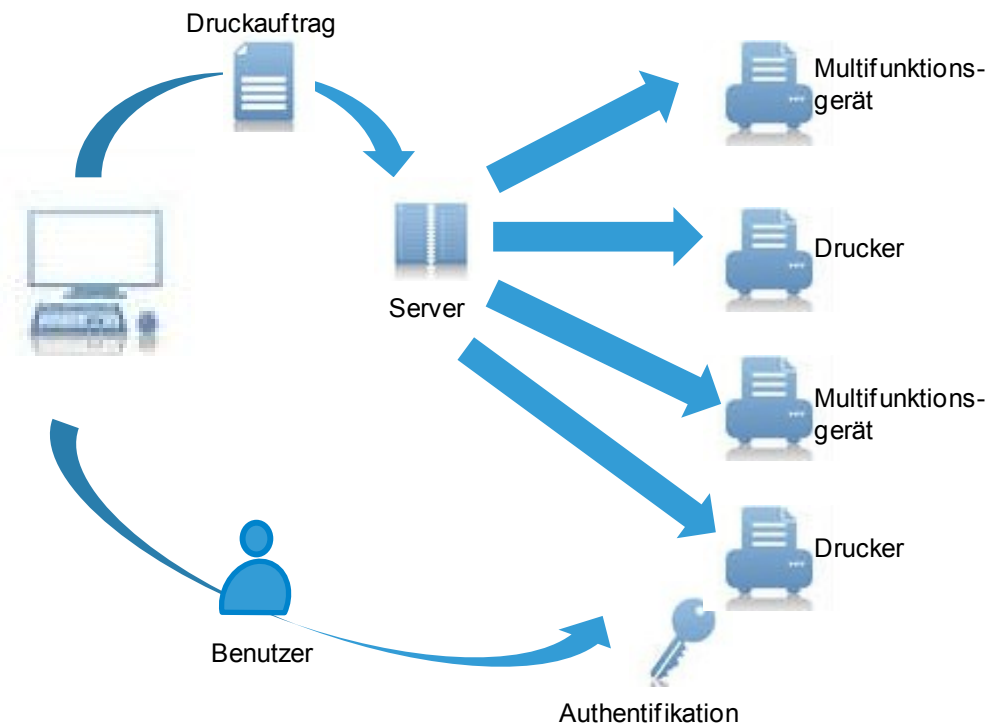 Druckauftrag
Multifunktions-
gerät
Drucker
Server
Multifunktions-
gerät
Drucker
Benutzer
Authentifikation